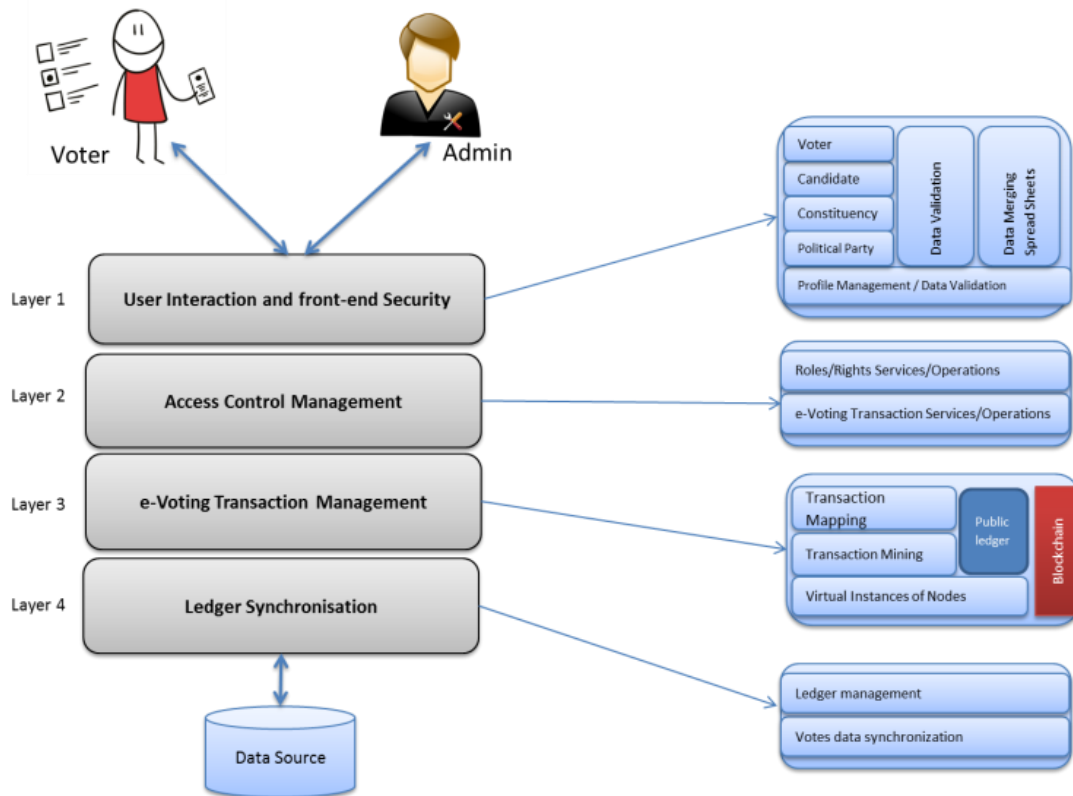 Voter
Admin
Layer 1
User Interaction and front-end Security
Layer 2
Access Control Management
Layer 3
e-Voting Transaction Management
Layer 4
Ledger Synchronisation
Data Source
Voter
Candidate
Constituency
Political Party
Data Validation
Data Merging
Spread Sheets
Profile Management / Data Validation
Roles/Rights Services/Operations
e-Voting Transaction Services/Operations
Transaction
Mapping
Transaction Mining
Public
ledger
Blockchain
Virtual Instances of Nodes
Ledger management
Votes data synchronization